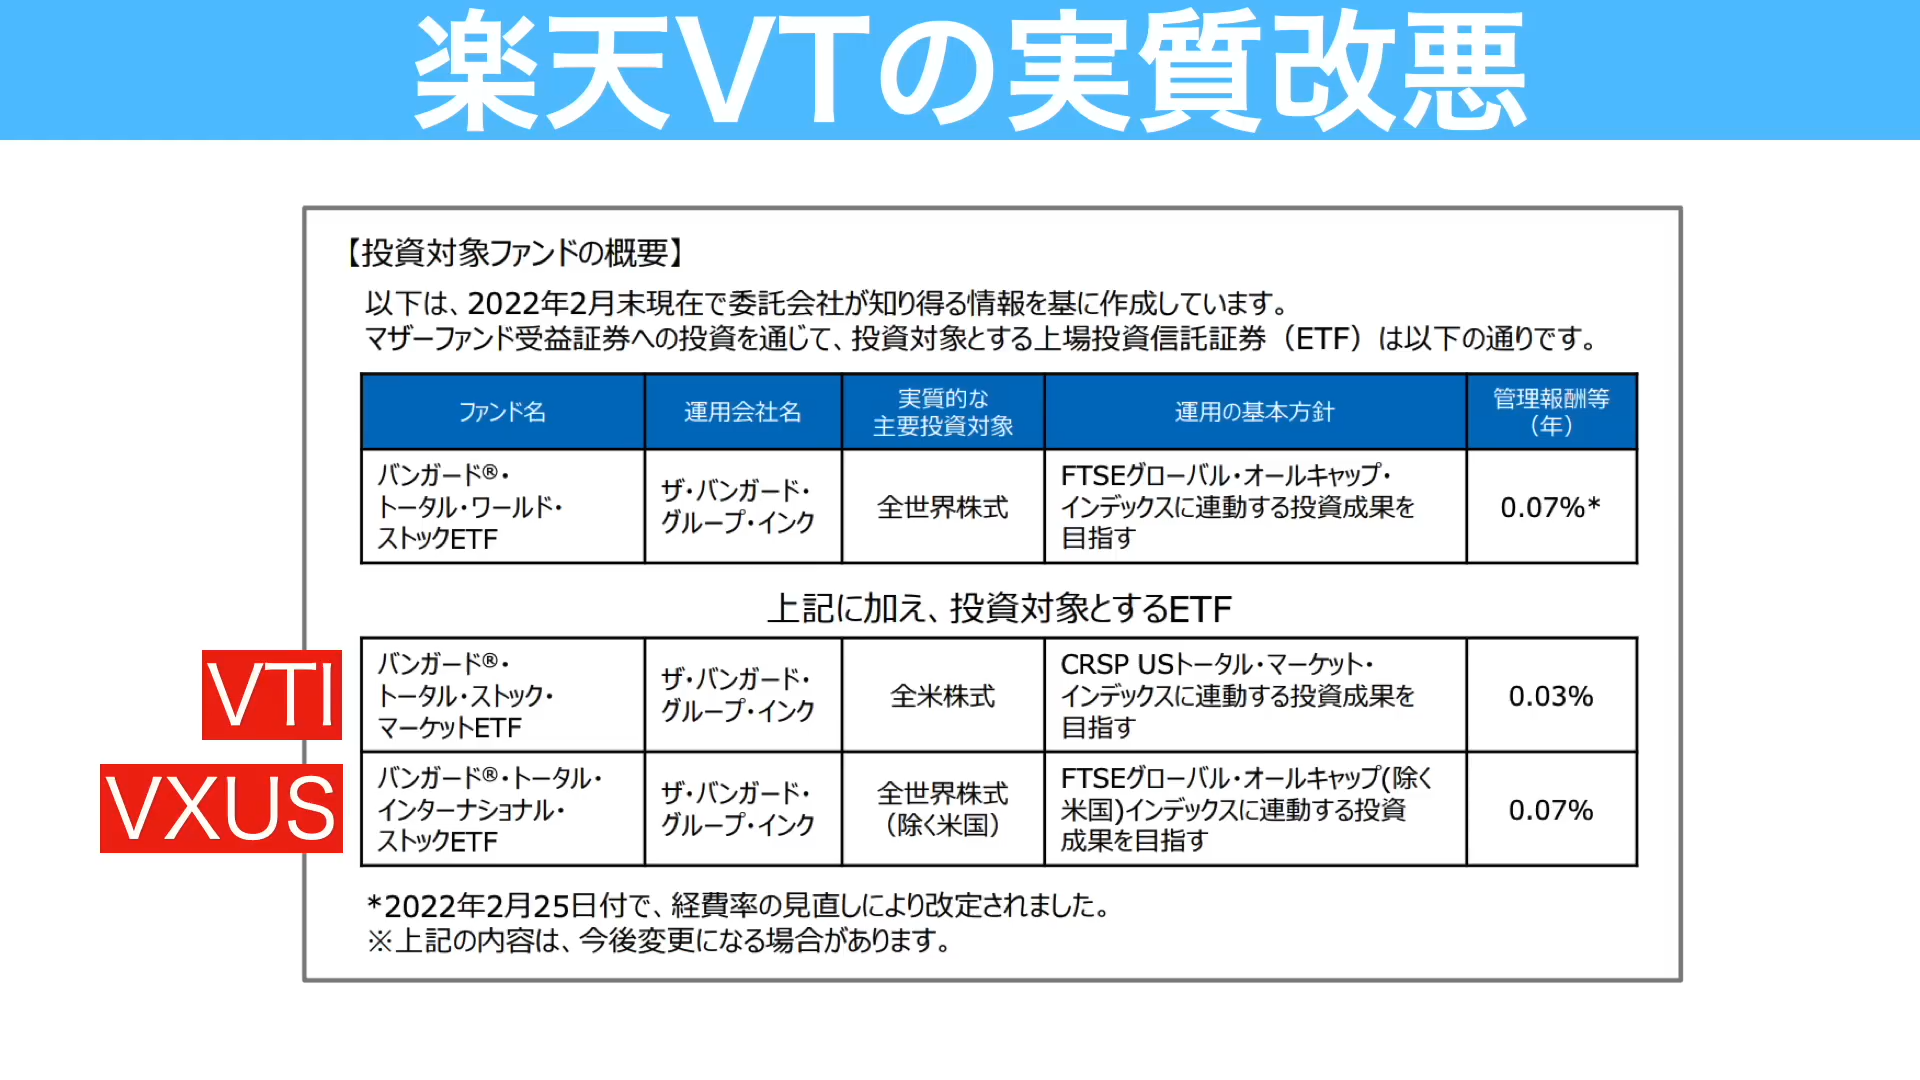 楽天VTの実質改悪
【投資対象ファンドの概要】
以下は、2022年2月末現在で委託会社が知り得る情報を基に作成しています。
マザーファンド受益証券への投資を通じて、投資対象とする上場投資信託証券（ETF）は以下の通りです。
ファンド名
運用会社名
実質的な
主要投資対象
運用の基本方針
管理報酬等
（年）
バンガード®・
トータル・ワールド・
ストックETF
ザ・バンガード・
グループ・インク
全世界株式
FTSEグローバル・オールキャップ・
インデックスに連動する投資成果を
目指す
0.07%*
上記に加え、投資対象とするETF
VTI
バンガード®・
トータル・ストック・
マーケットETF
ザ・バンガード・
グループ・インク
全米株式
CRSP USトータル・マーケット・
インデックスに連動する投資成果を
目指す
0.03%
VXUS
バンガード®・トータル・
インターナショナル・
ストックETF
ザ・バンガード・
グループ・インク
全世界株式
（除く米国）
FTSEグローバル・オールキャップ(除く
米国)インデックスに連動する投資
成果を目指す
0.07%
*2022年2月25日付で、経費率の見直しにより改定されました。
※上記の内容は、今後変更になる場合があります。